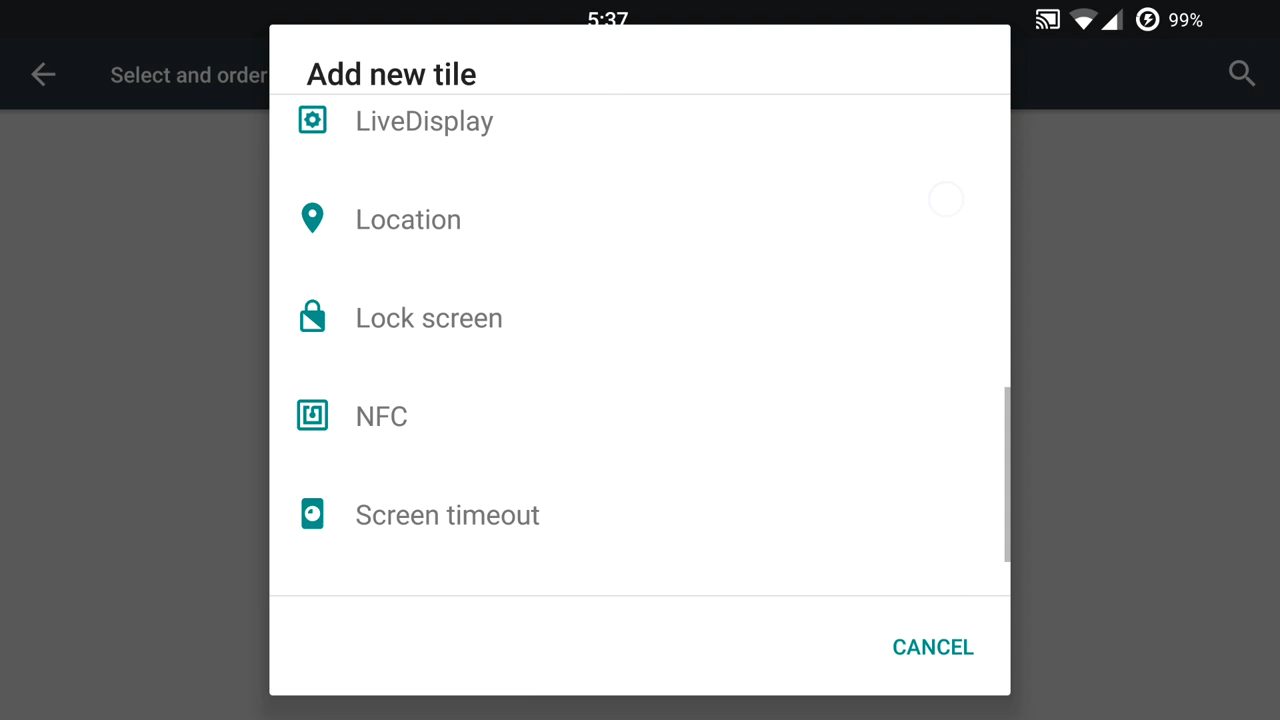 5:37
99%
Select and order
Add new tile
LiveDisplay
Location
Lock screen
NFC
Screen timeout
CANCEL